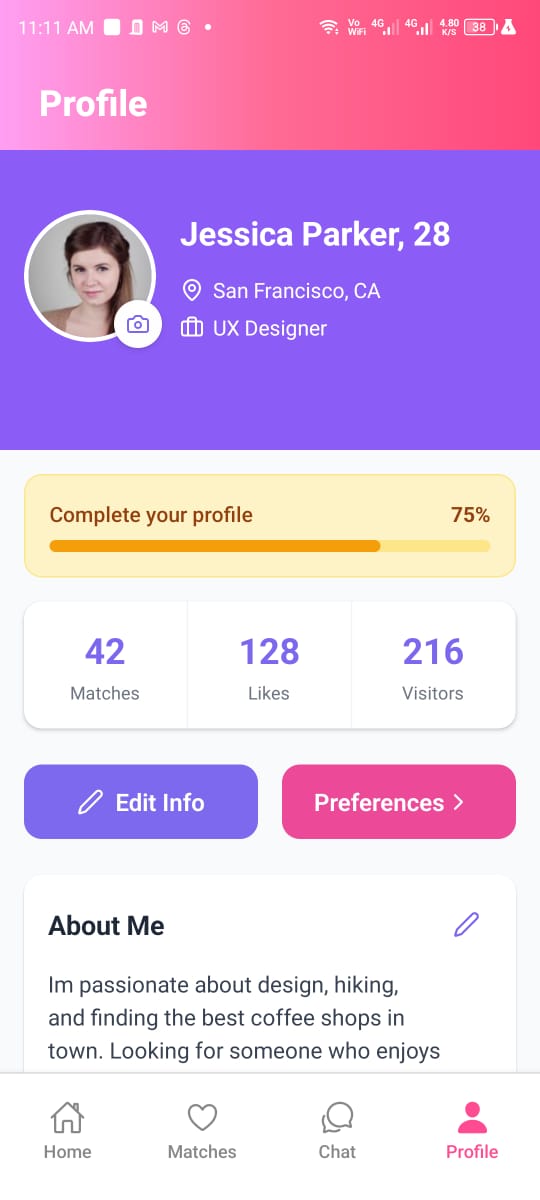 11:11 AM
Vo WiFi 4G 4G 4.80 K/S 38
Profile
Jessica Parker, 28
San Francisco, CA
UX Designer
Complete your profile 75%
42 128 216
Matches Likes Visitors
Edit Info Preferences
About Me
Im passionate about design, hiking,
and finding the best coffee shops in
town. Looking for someone who enjoys
Home Matches Chat Profile